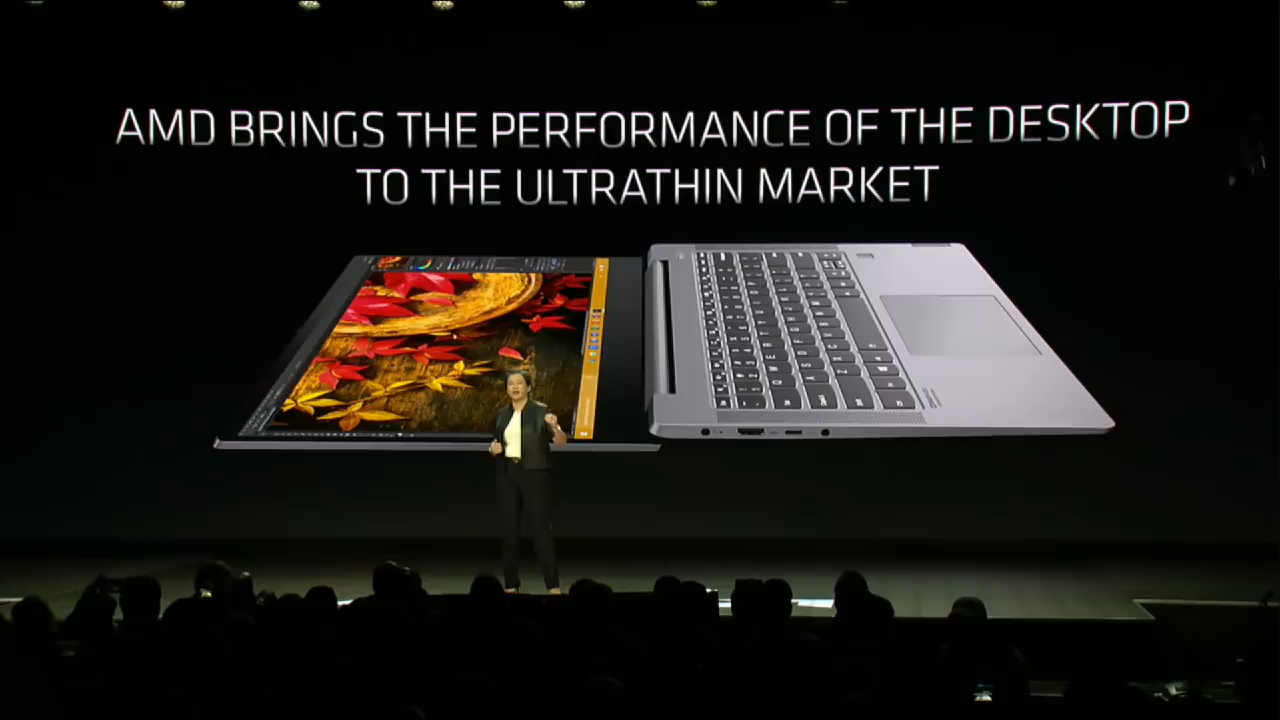 AMD BRINGS THE PERFORMANCE OF THE DESKTOP
TO THE ULTRATHIN MARKET